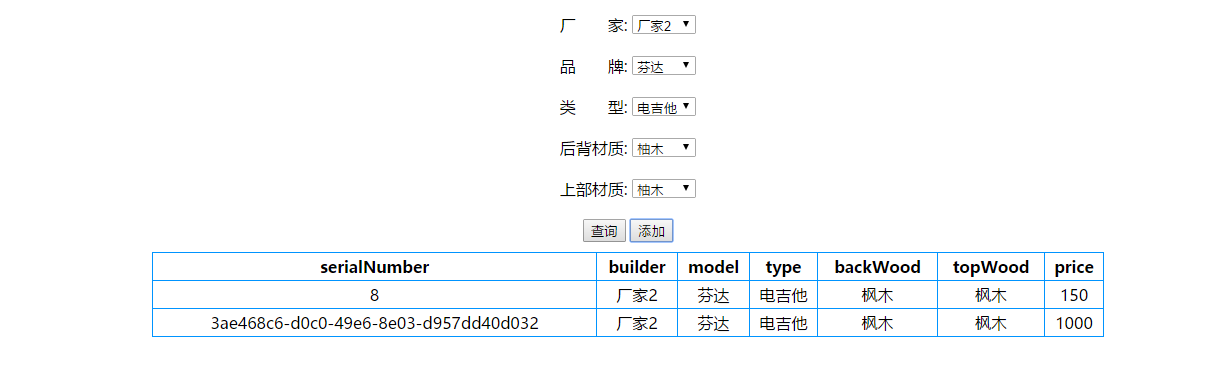 厂 家: 厂家2
品 牌: 芬达
类 型: 电吉他
后背材质: 柚木
上部材质: 柚木
查询 添加
serialNumber builder model type backWood topWood price
8 厂家2 芬达 电吉他 枫木 枫木 150
3ae468c6-d0c0-49e6-8e03-d957dd40d032 厂家2 芬达 电吉他 枫木 枫木 1000